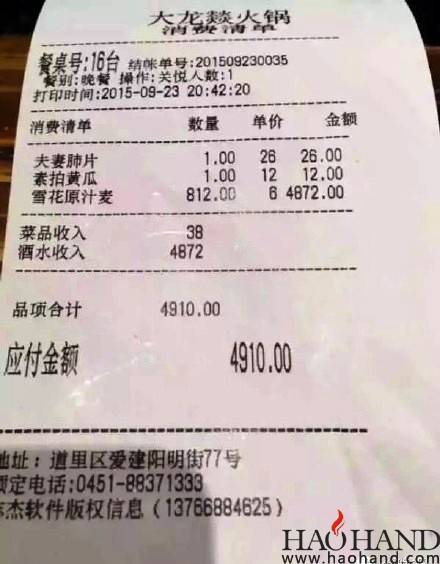 大龙燚火锅
消费清单
餐桌号:16台 结帐单号:201509230035
餐别:晚餐 操作:关悦人数:1
打印时间:2015-09-23 20:42:20
消费清单 数量 单价 金额
夫妻肺片 1.00 26 26.00
素拍黄瓜 1.00 12 12.00
雪花原汁麦 812.00 6 4872.00
菜品收入 38
酒水收入 4872
品项合计 4910.00
应付金额 4910.00
地址：道里区爱建阳明街77号
定电话:0451-88371333
杰软件版权信息(13766884625)
HAOHAND
www.haohand.com